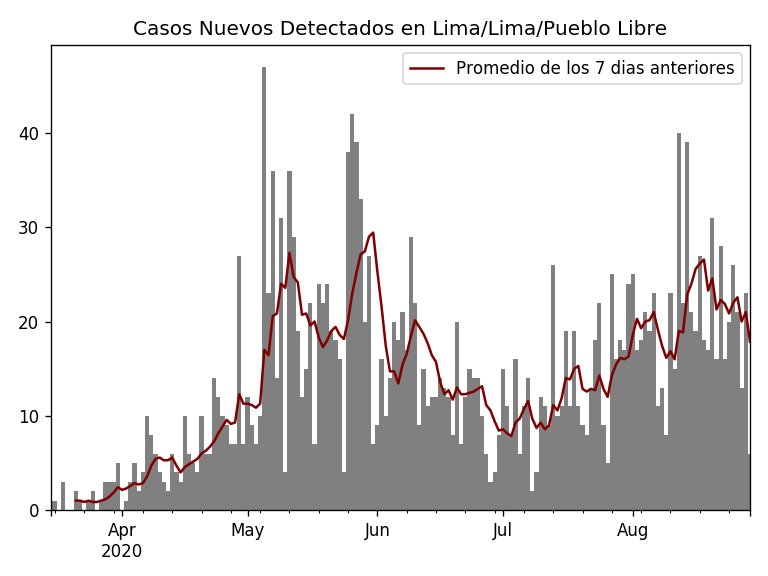 Casos Nuevos Detectados en Lima/Lima/Pueblo Libre
Promedio de los 7 dias anteriores
40
30
20
10
0
Apr
2020
May
Jun
Jul
Aug